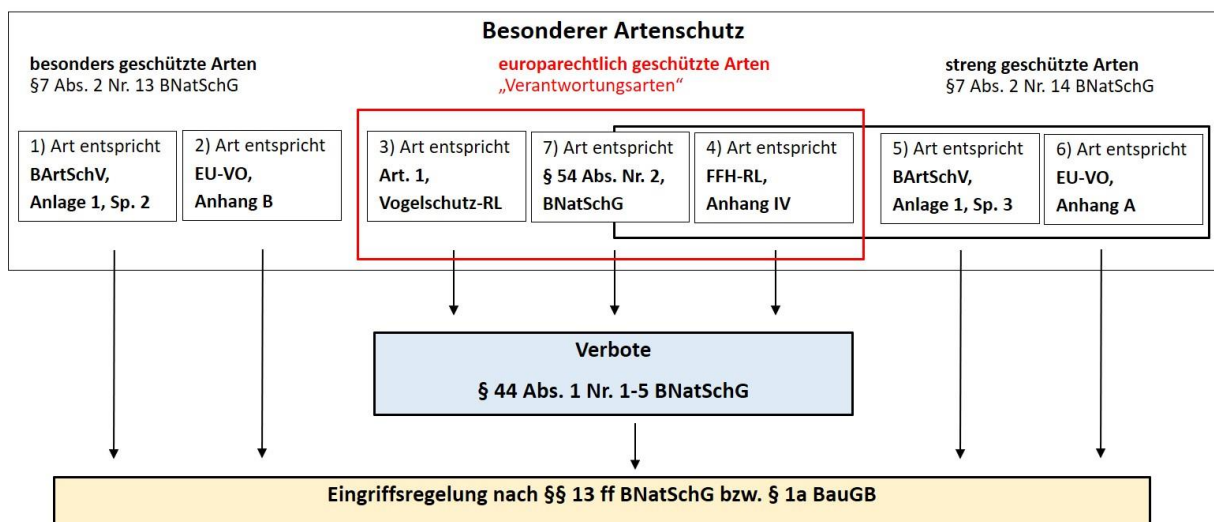 Besonderer Artenschutz
besonders geschützte Arten
§7 Abs. 2 Nr. 13 BNatSchG
europarechtlich geschützte Arten
„Verantwortungsarten“
streng geschützte Arten
§7 Abs. 2 Nr. 14 BNatSchG
1) Art entspricht
BArtSchV,
Anlage 1, Sp. 2
2) Art entspricht
EU-VO,
Anhang B
3) Art entspricht
Art. 1,
Vogelschutz-RL
7) Art entspricht
§ 54 Abs. Nr. 2,
BNatSchG
4) Art entspricht
FFH-RL,
Anhang IV
5) Art entspricht
BArtSchV,
Anlage 1, Sp. 3
6) Art entspricht
EU-VO,
Anhang A
Verbote
§ 44 Abs. 1 Nr. 1-5 BNatSchG
Eingriffsregelung nach §§ 13 ff BNatSchG bzw. § 1a BauGB